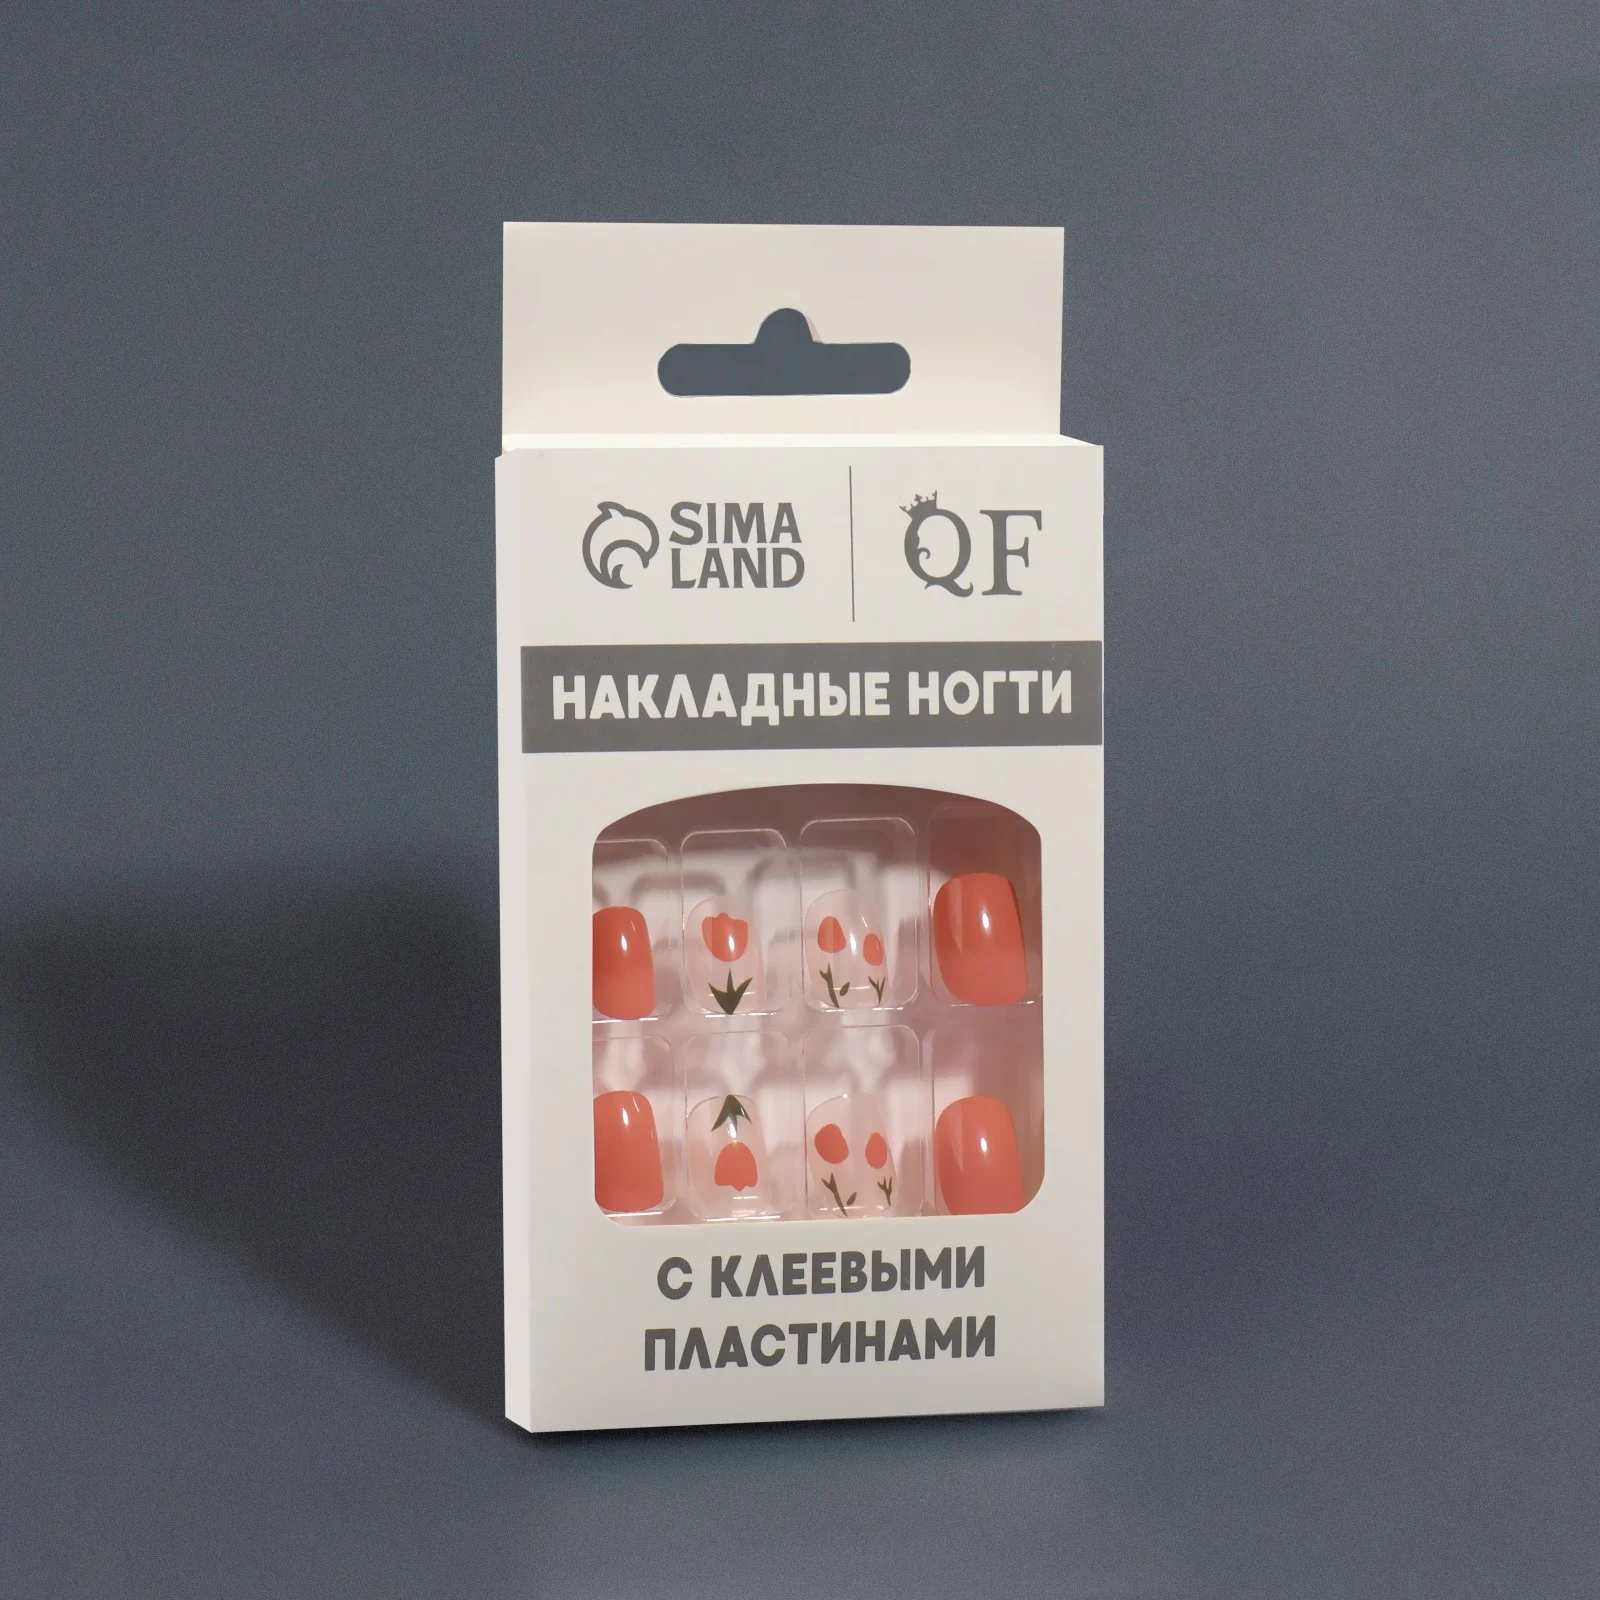 SIMA
LAND
QF
НАКЛАДНЫЕ НОГТИ
С КЛЕЕВЫМИ
ПЛАСТИНАМИ